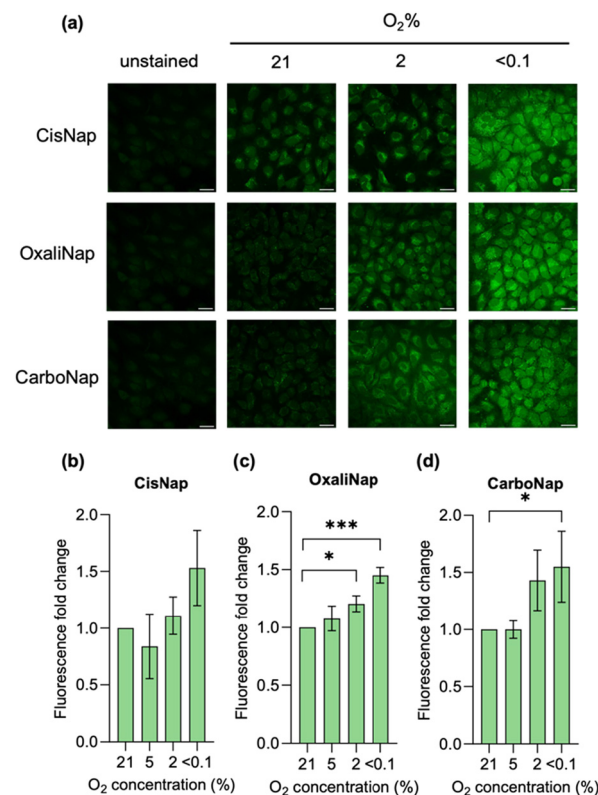 (a)
O₂%
unstained 21 2 <0.1
CisNap
OxaliNap
CarboNap
(b) (c) (d)
CisNap
Fluorescence fold change
2.0
1.5
1.0
0.5
0.0
21 5 2 <0.1
O₂ concentration (%)
OxaliNap
Fluorescence fold change
2.0
1.5
1.0
1.5
0.0
***
*
21 5 2 <0.1
O₂ concentration (%)
CarboNap
Fluorescence fold change
2.0
1.5
1.0
1.5
0.0
*
21 5 2 <0.1
O₂ concentration (%)